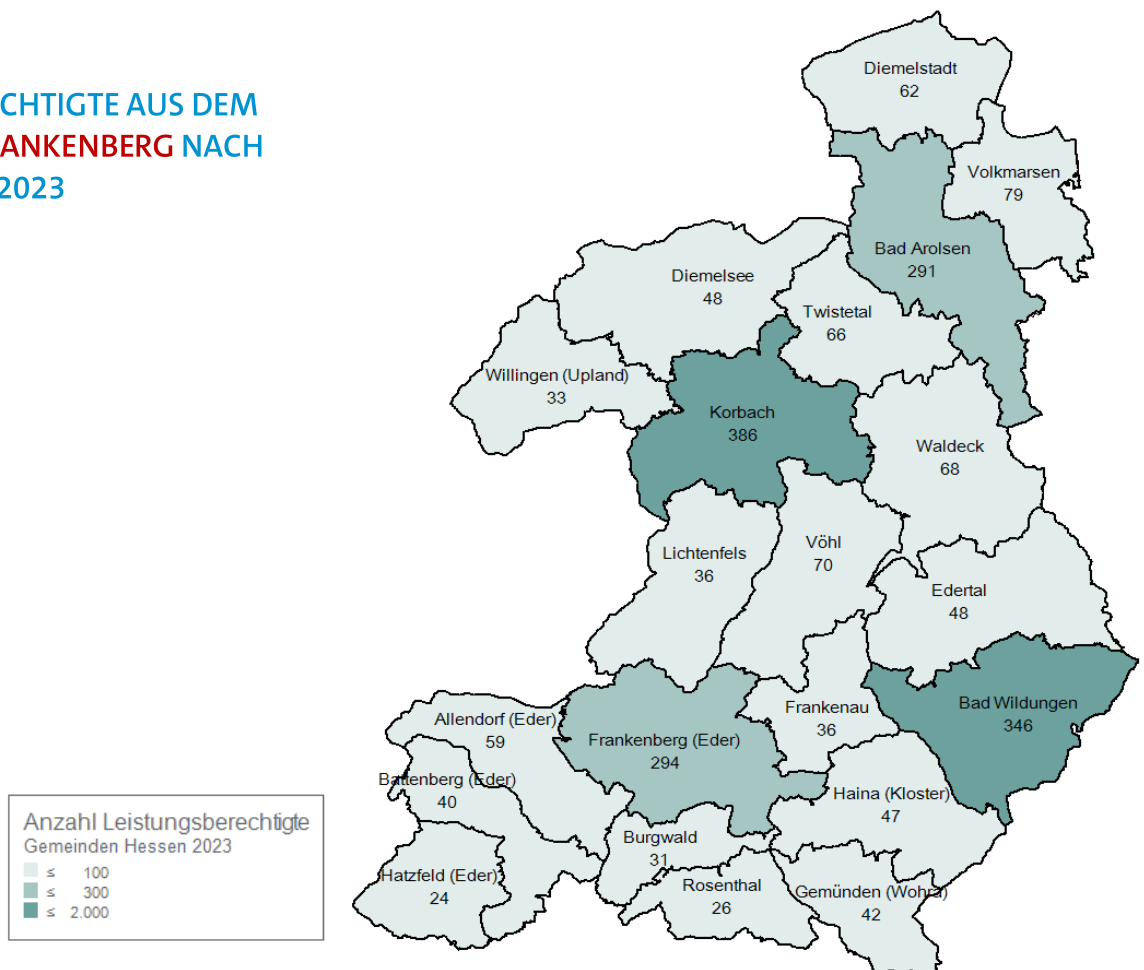 CHTIGTE AUS DEM
ANKENBERG NACH
2023
Diemelstadt
62
Volkmarsen
79
Bad Arolsen
291
Diemelsee
48
Twistetal
66
Willingen (Upland)
33
Korbach
386
Waldeck
68
Lichtenfels
36
Vöhl
70
Edertal
48
Bad Wildungen
346
Frankenau
36
Allendorf (Eder)
59
Frankenberg (Eder)
294
Battenberg (Eder)
40
Haina (Kloster)
47
Burgwald
31
Hatzfeld (Eder)
24
Rosenthal
26
Gemünden (Wohra)
42
Anzahl Leistungsberechtigte
Gemeinden Hessen 2023
≤ 100
≤ 300
≤ 2.000